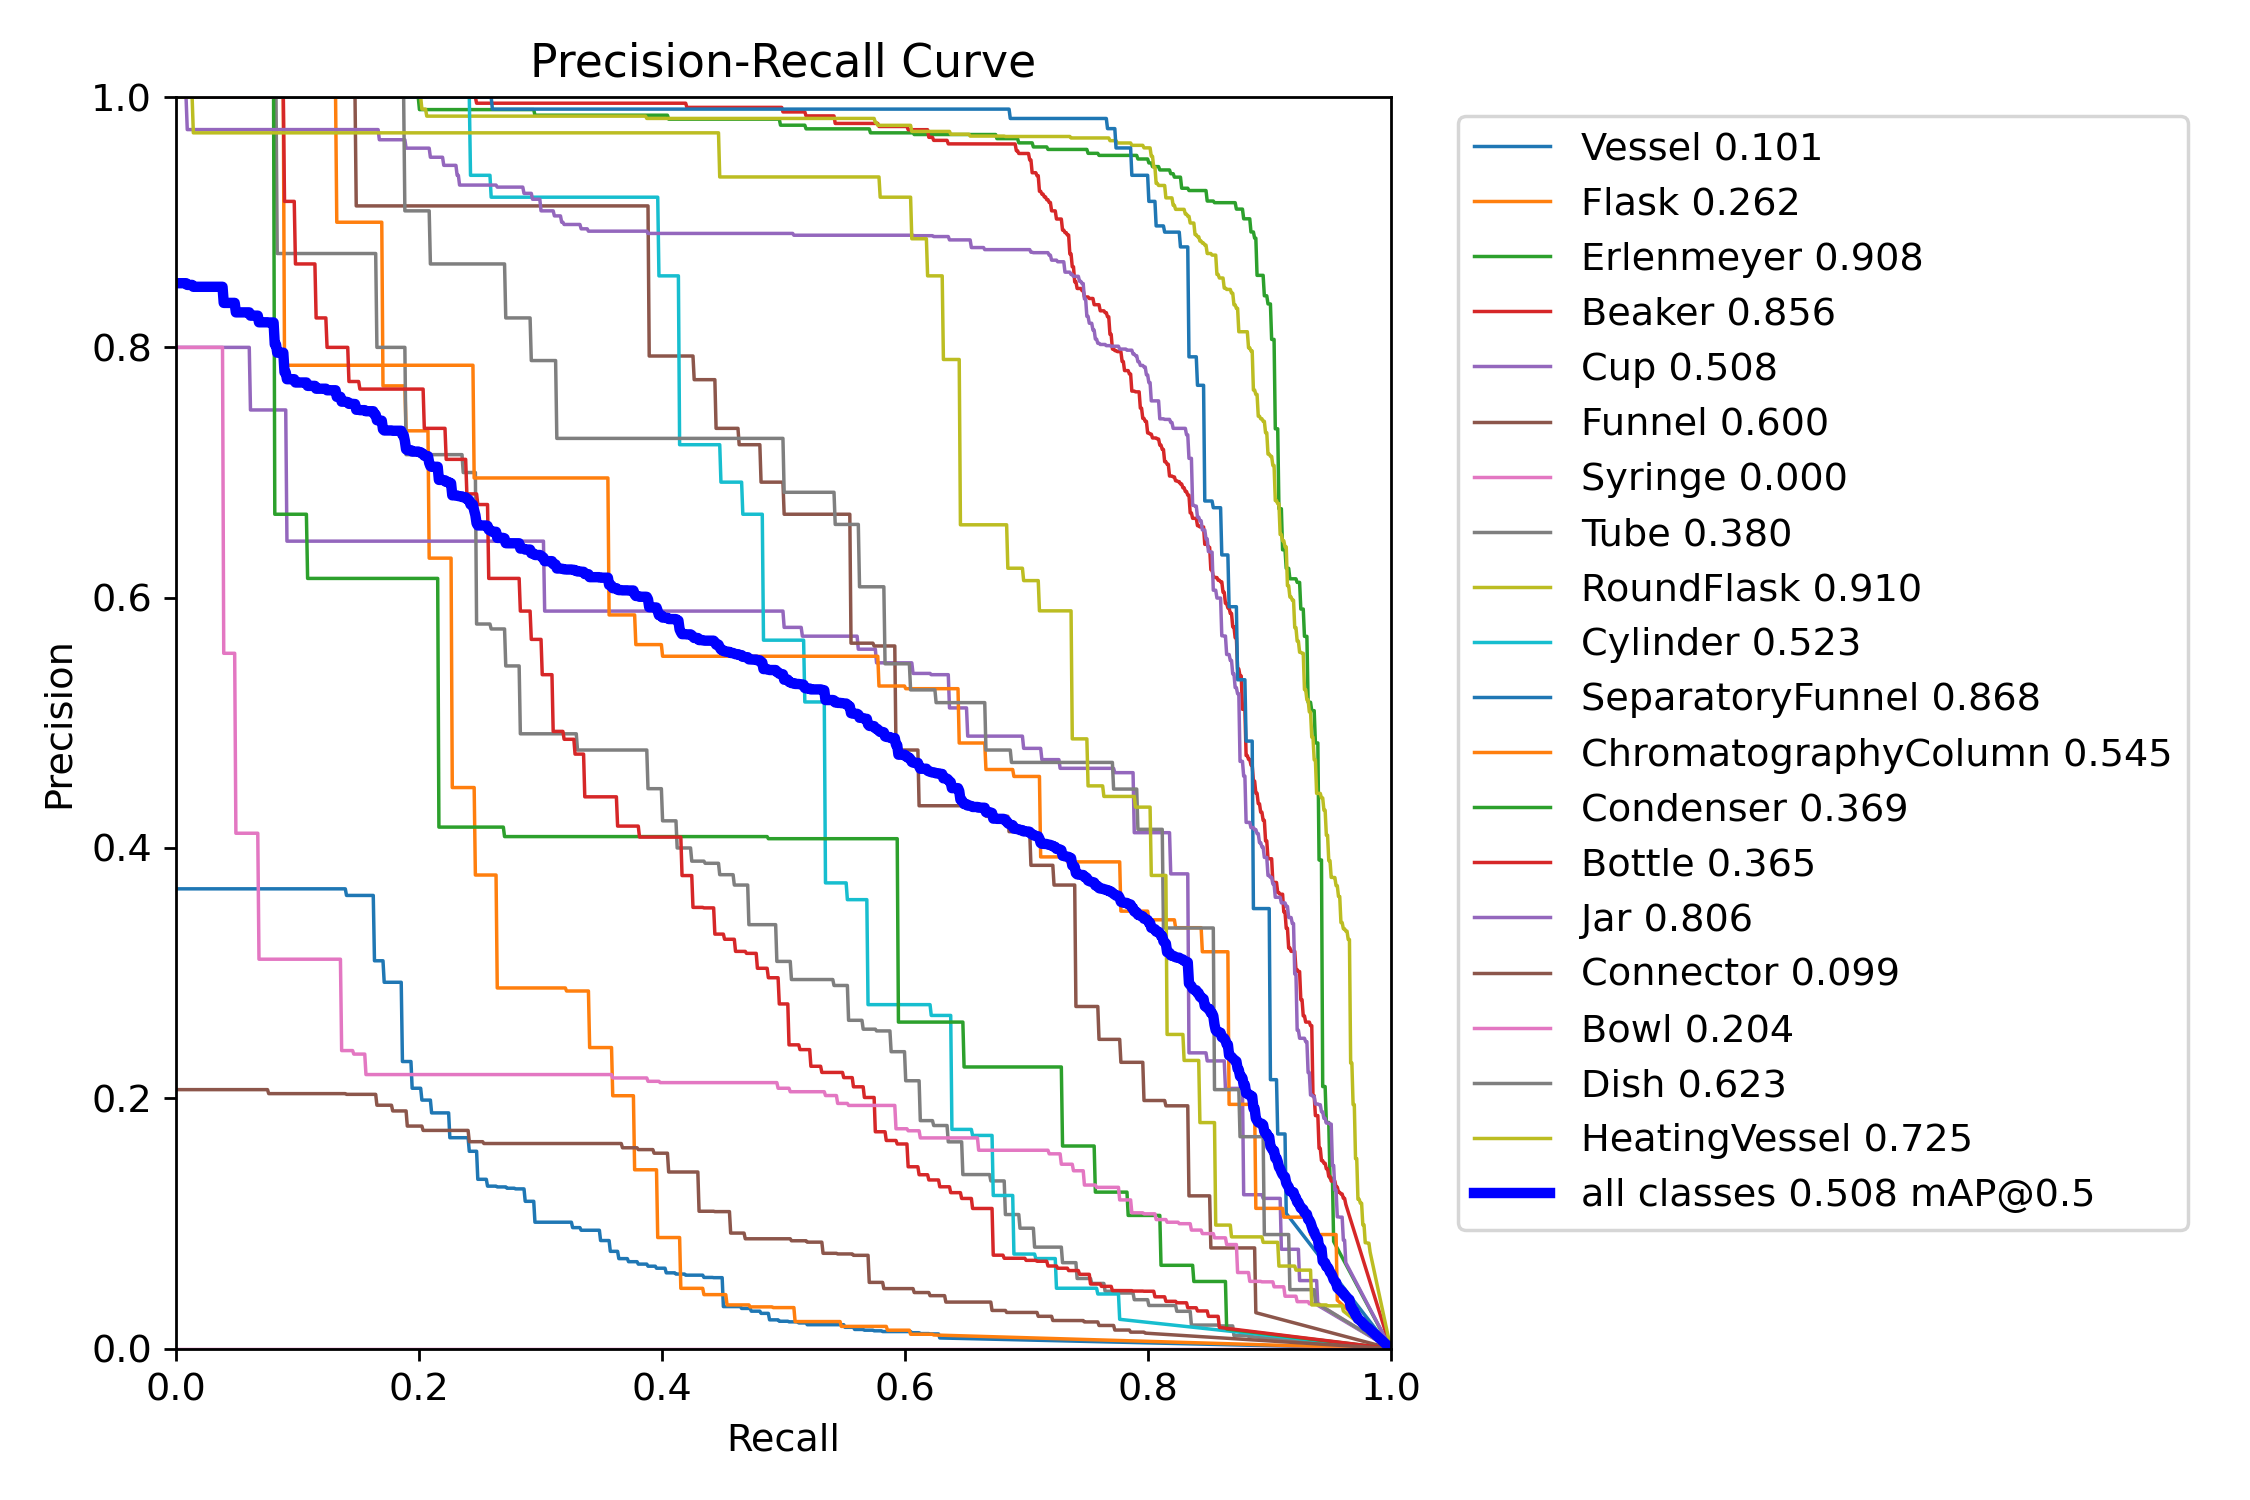 Precision-Recall Curve
1.0
0.8
0.6
0.4
0.2
0.0
Precision
0.0 0.2 0.4 0.6 0.8 1.0
Recall
Vessel 0.101
Flask 0.262
Erlenmeyer 0.908
Beaker 0.856
Cup 0.508
Funnel 0.600
Syringe 0.000
Tube 0.380
RoundFlask 0.910
Cylinder 0.523
SeparatoryFunnel 0.868
ChromatographyColumn 0.545
Condenser 0.369
Bottle 0.365
Jar 0.806
Connector 0.099
Bowl 0.204
Dish 0.623
HeatingVessel 0.725
all classes 0.508 mAP@0.5